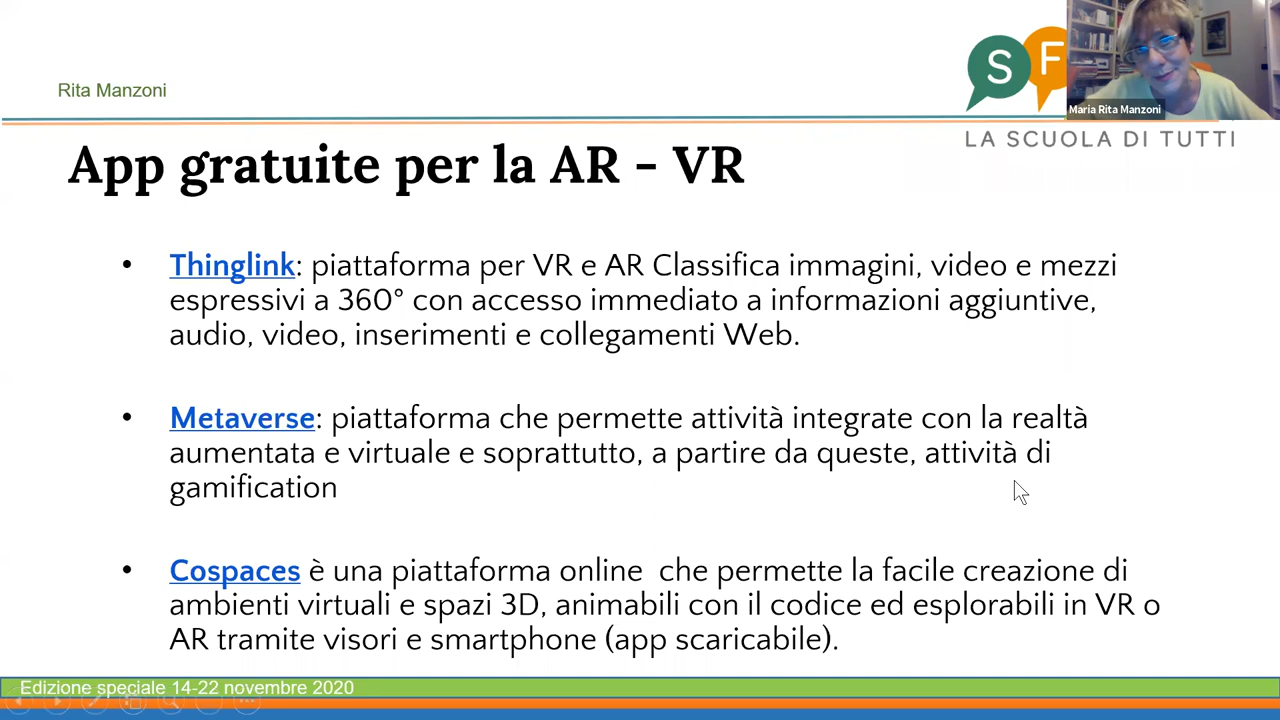 Rita Manzoni
S F
Maria Rita Manzoni
LA SCUOLA DI TUTTI
App gratuite per la AR - VR
• Thinglink: piattaforma per VR e AR Classifica immagini, video e mezzi
espressivi a 360° con accesso immediato a informazioni aggiuntive,
audio, video, inserimenti e collegamenti Web.
• Metaverse: piattaforma che permette attività integrate con la realtà
aumentata e virtuale e soprattutto, a partire da queste, attività di
gamification
• Cospaces è una piattaforma online che permette la facile creazione di
ambienti virtuali e spazi 3D, animabili con il codice ed esplorabili in VR o
AR tramite visori e smartphone (app scaricabile).
Edizione speciale 14-22 novembre 2020